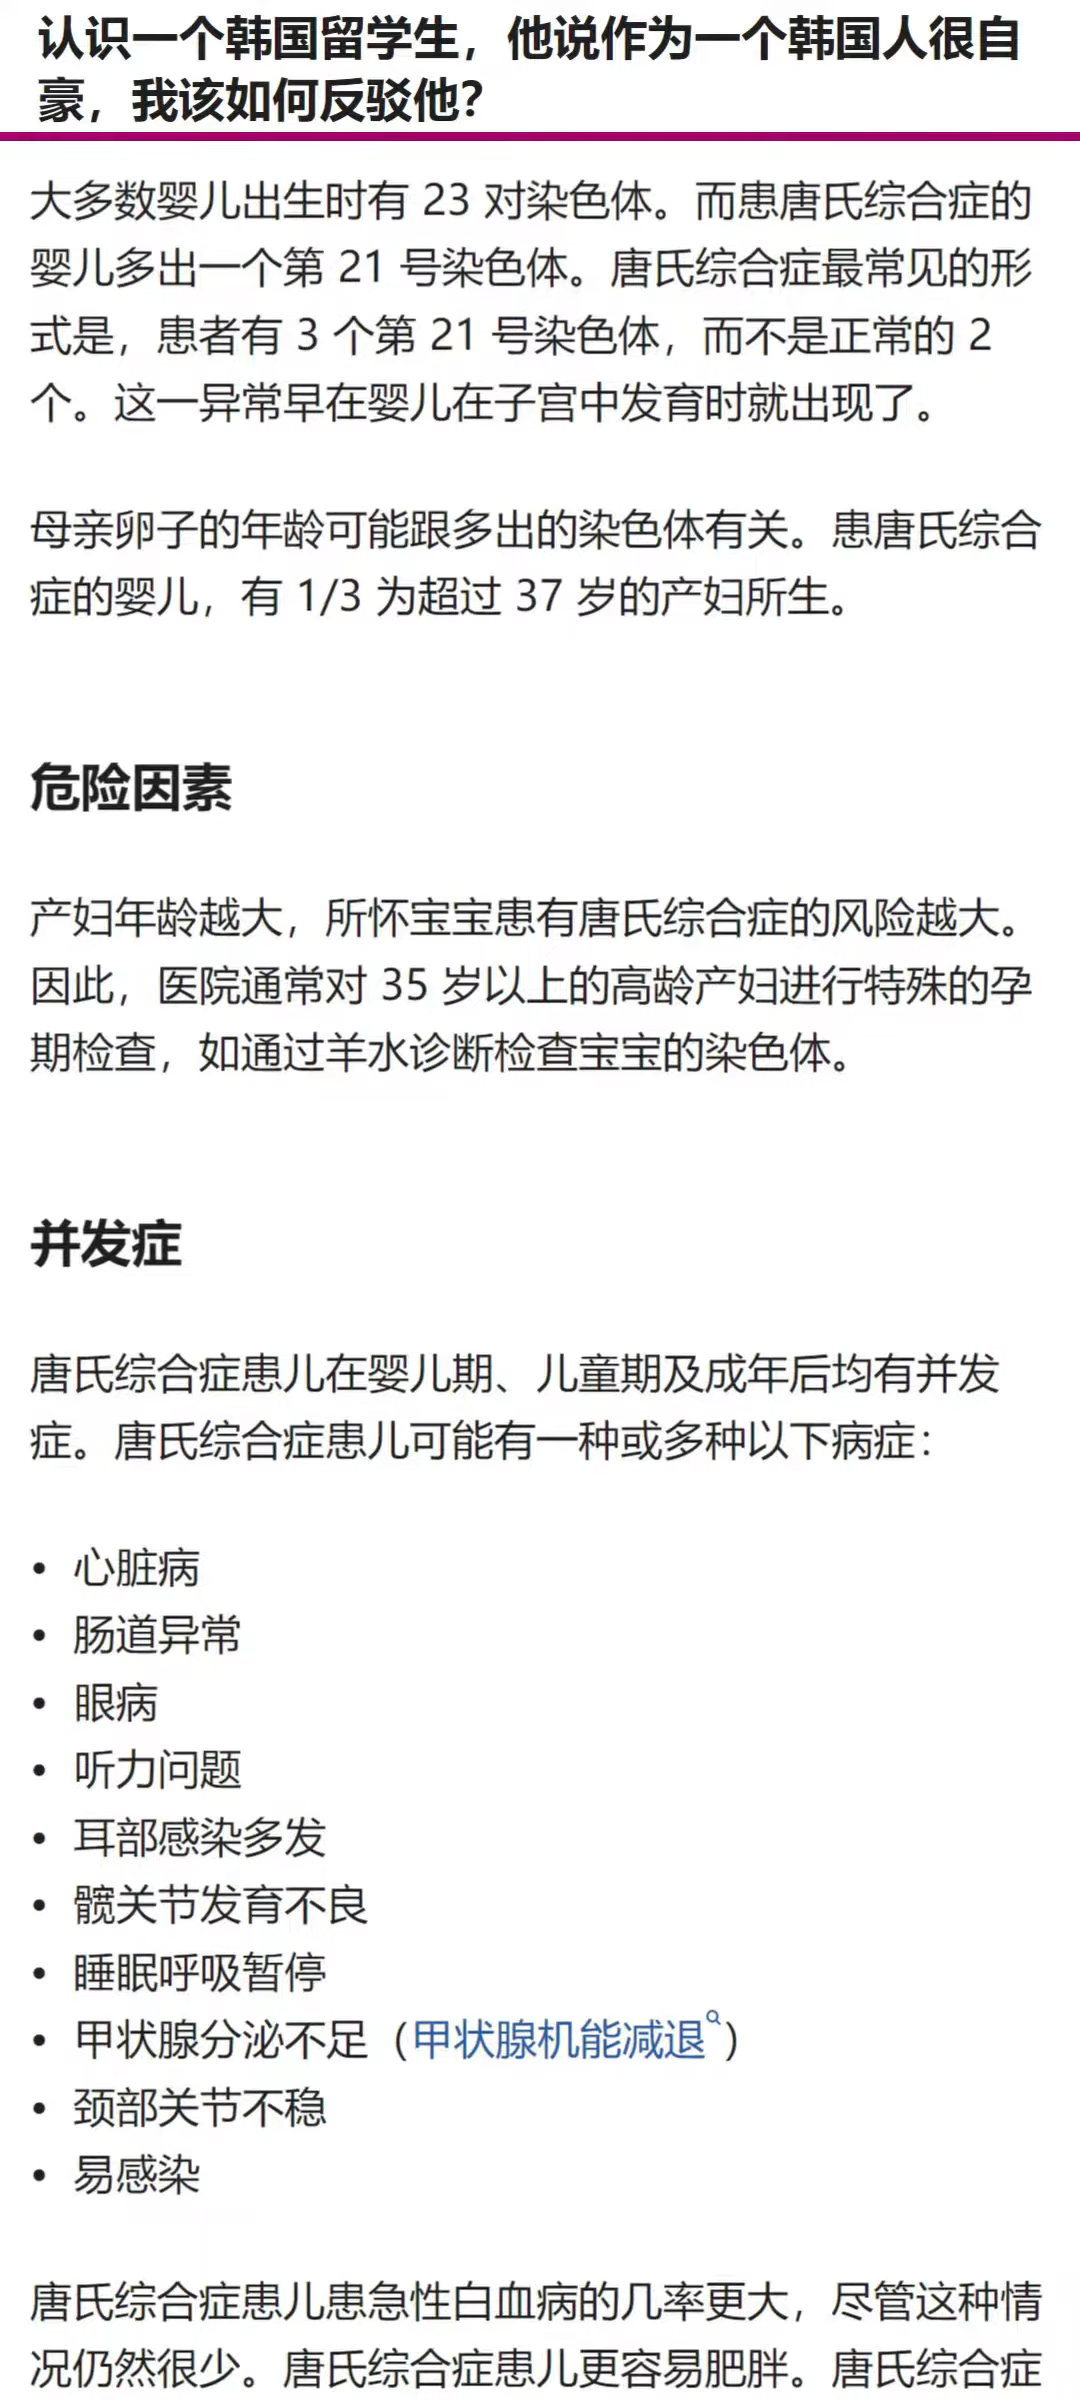 认识一个韩国留学生，他说作为一个韩国人很自
豪，我该如何反驳他？
大多数婴儿出生时有 23 对染色体。而患唐氏综合症的
婴儿多出一个第 21 号染色体。唐氏综合症最常见的形
式是，患者有 3 个第 21 号染色体，而不是正常的 2
个。这一异常早在婴儿在子宫中发育时就出现了。
母亲卵子的年龄可能跟多出的染色体有关。患唐氏综合
症的婴儿，有 1/3 为超过 37 岁的产妇所生。
危险因素
产妇年龄越大，所怀宝宝患有唐氏综合症的风险越大。
因此，医院通常对 35 岁以上的高龄产妇进行特殊的孕
期检查，如通过羊水诊断检查宝宝的染色体。
并发症
唐氏综合症患儿在婴儿期、儿童期及成年后均有并发
症。唐氏综合症患儿可能有一种或多种以下病症：
• 心脏病
• 肠道异常
• 眼病
• 听力问题
• 耳部感染多发
• 髋关节发育不良
• 睡眠呼吸暂停
• 甲状腺分泌不足（甲状腺机能减退）
• 颈部关节不稳
• 易感染
唐氏综合症患儿患急性白血病的几率更大，尽管这种情
况仍然很少。唐氏综合症患儿更容易肥胖。唐氏综合症